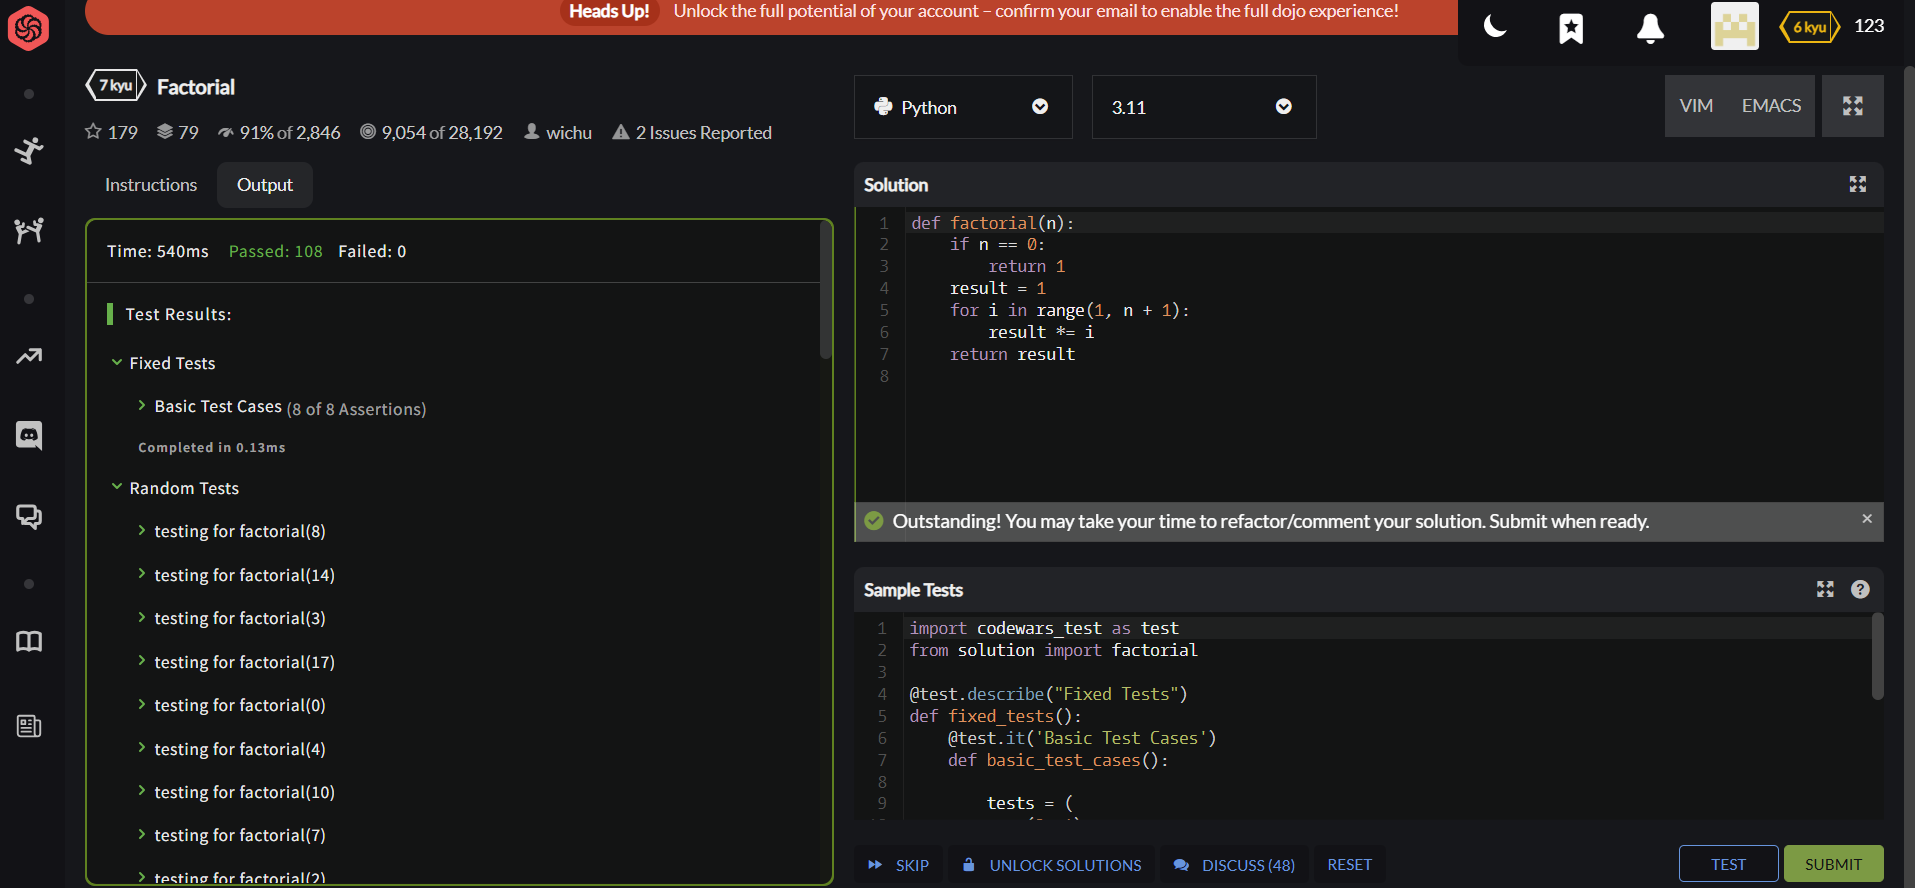 Heads Up! Unlock the full potential of your account – confirm your email to enable the full dojo experience!
6 kyu 123
7 kyu Factorial
179 79 91% of 2,846 9,054 of 28,192 wichu 2 Issues Reported
Instructions Output
Time: 540ms Passed: 108 Failed: 0
Test Results:
Fixed Tests
Basic Test Cases (8 of 8 Assertions)
Completed in 0.13ms
Random Tests
testing for factorial(8)
testing for factorial(14)
testing for factorial(3)
testing for factorial(17)
testing for factorial(0)
testing for factorial(4)
testing for factorial(10)
testing for factorial(7)
testing for factorial(2)
Python 3.11 VIM EMACS
Solution
1 def factorial(n):
2     if n == 0:
3         return 1
4     result = 1
5     for i in range(1, n + 1):
6         result *= i
7     return result
8
Outstanding! You may take your time to refactor/comment your solution. Submit when ready. ×
Sample Tests ?
1 import codewars_test as test
2 from solution import factorial
3
4 @test.describe("Fixed Tests")
5 def fixed_tests():
6     @test.it('Basic Test Cases')
7     def basic_test_cases():
8
9         tests = (
SKIP UNLOCK SOLUTIONS DISCUSS (48) RESET TEST SUBMIT